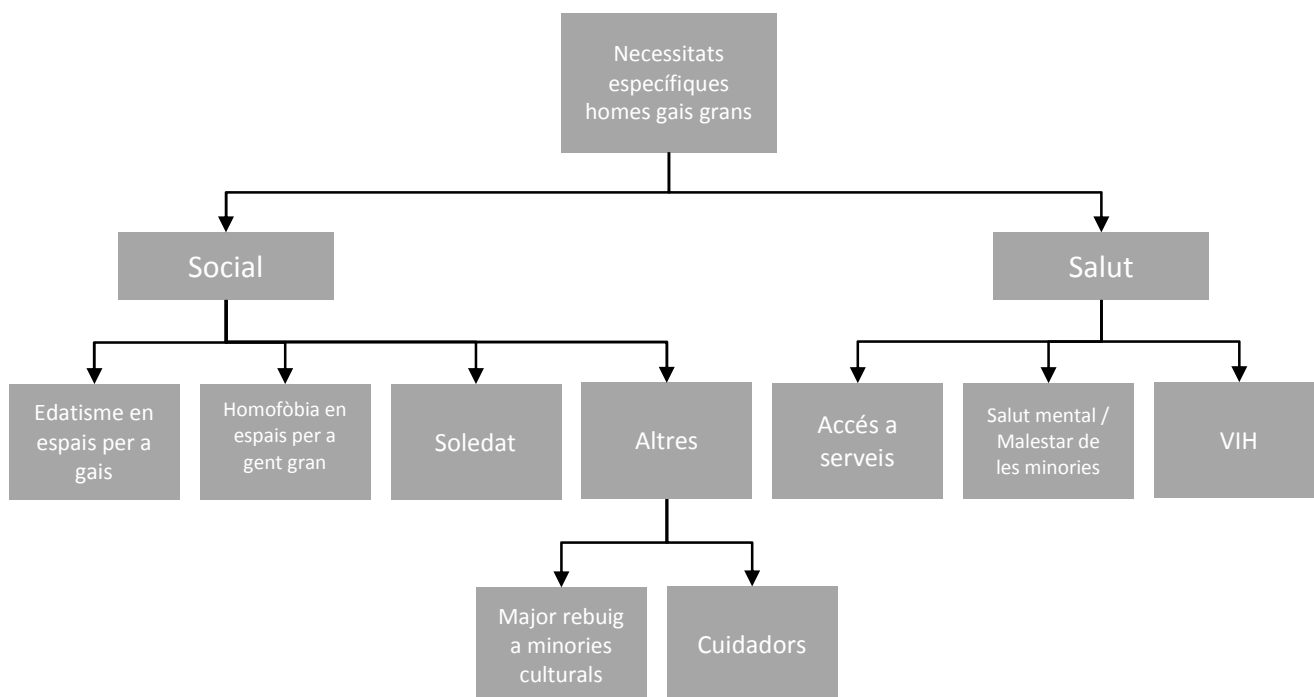 Necessitats
específiques
homes gais grans
Social
Salut
Edatisme en
espais per a
gais
Homofòbia en
espais per a
gent gran
Soledat
Altres
Accés a
serveis
Salut mental /
Malestar de
les minories
VIH
Major rebuig
a minories
culturals
Cuidadors